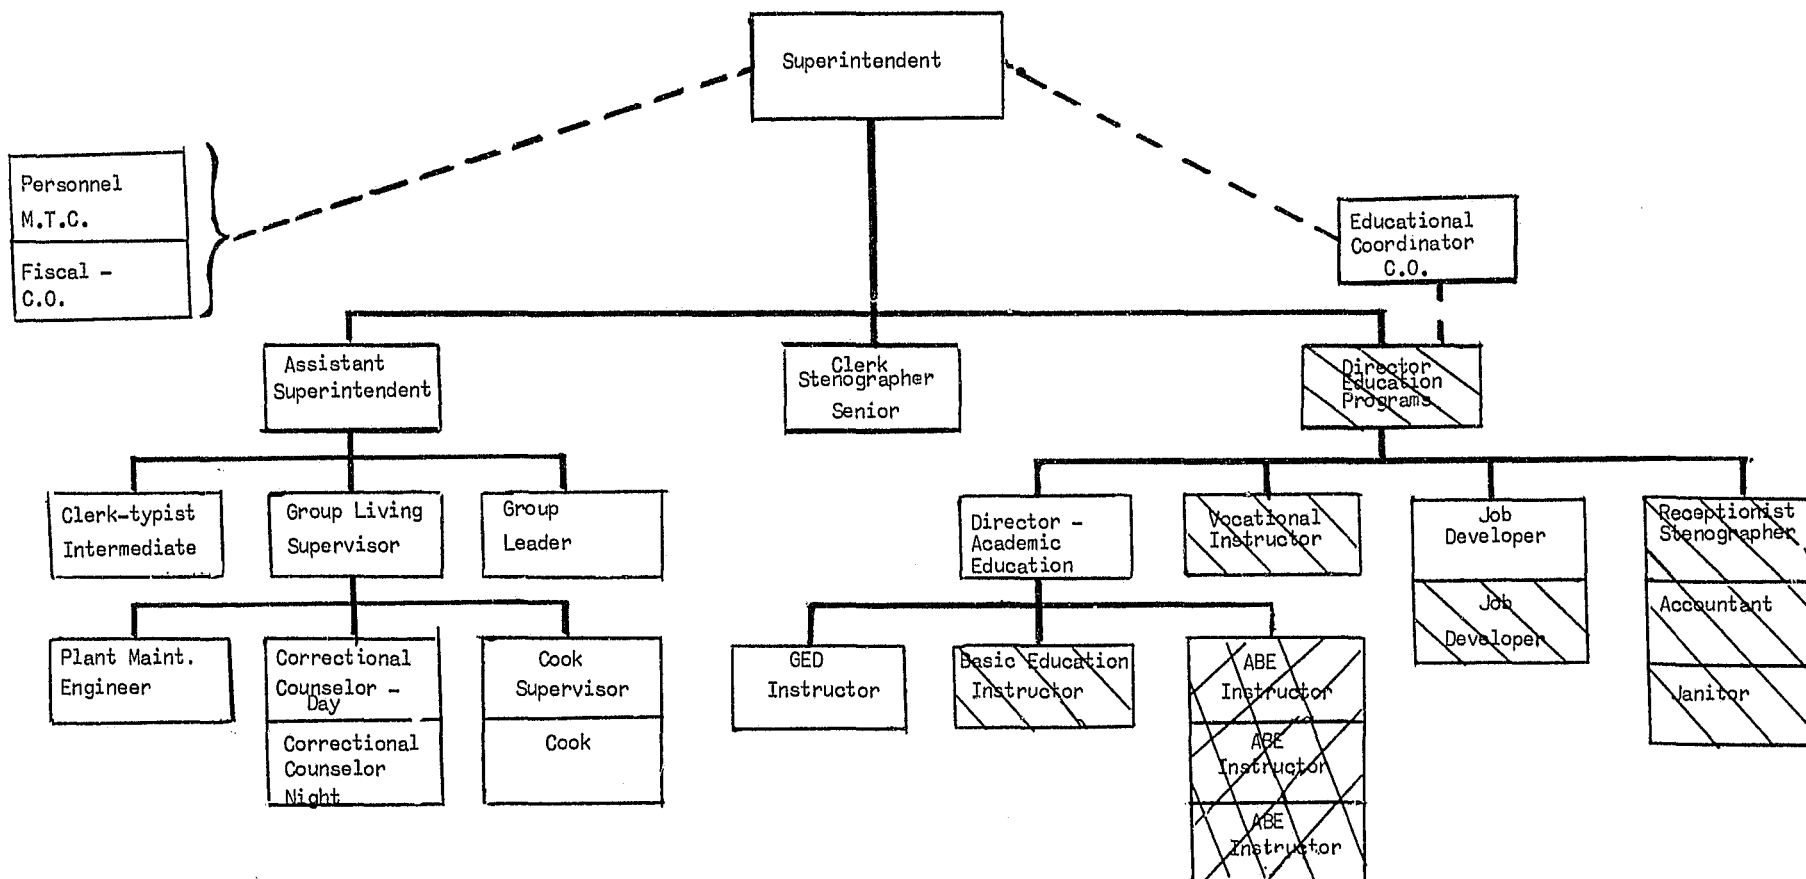 Superintendent
Personnel
M.T.C.
Fiscal –
C.O.
Educational
Coordinator
C.O.
Assistant
Superintendent
Clerk
Stenographer
Senior
Director
Education
Programs
Clerk-typist
Intermediate
Group Living
Supervisor
Group
Leader
Director –
Academic
Education
Vocational
Instructor
Job
Developer
Job
Developer
Receptionist
Stenographer
Accountant
Janitor
Plant Maint.
Engineer
Correctional
Counselor –
Day
Correctional
Counselor
Night
Cook
Supervisor
Cook
GED
Instructor
Basic Education
Instructor
ABE
Instructor
ABE
Instructor
ABE
Instructor